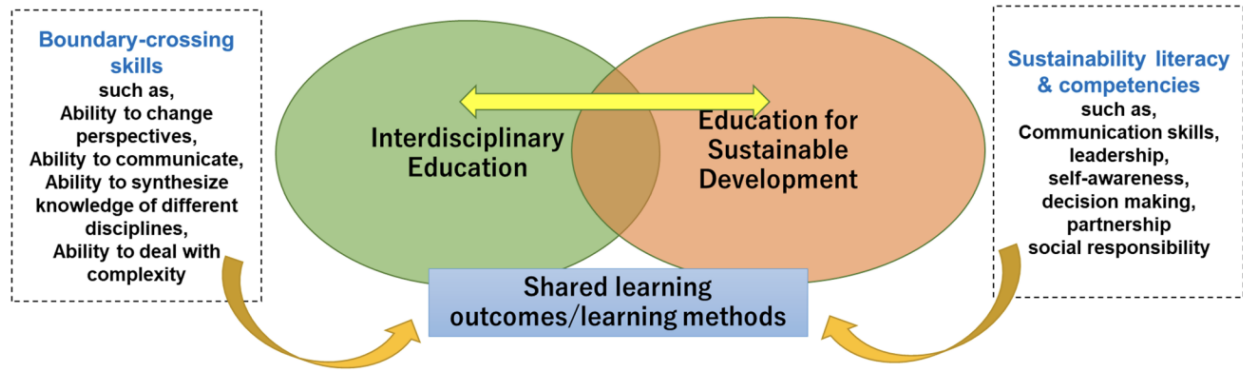 Boundary-crossing
skills
such as,
Ability to change
perspectives,
Ability to communicate,
Ability to synthesize
knowledge of different
disciplines,
Ability to deal with
complexity
Interdisciplinary
Education
Education for
Sustainable
Development
Shared learning
outcomes/learning methods
Sustainability literacy
& competencies
such as,
Communication skills,
leadership,
self-awareness,
decision making,
partnership
social responsibility